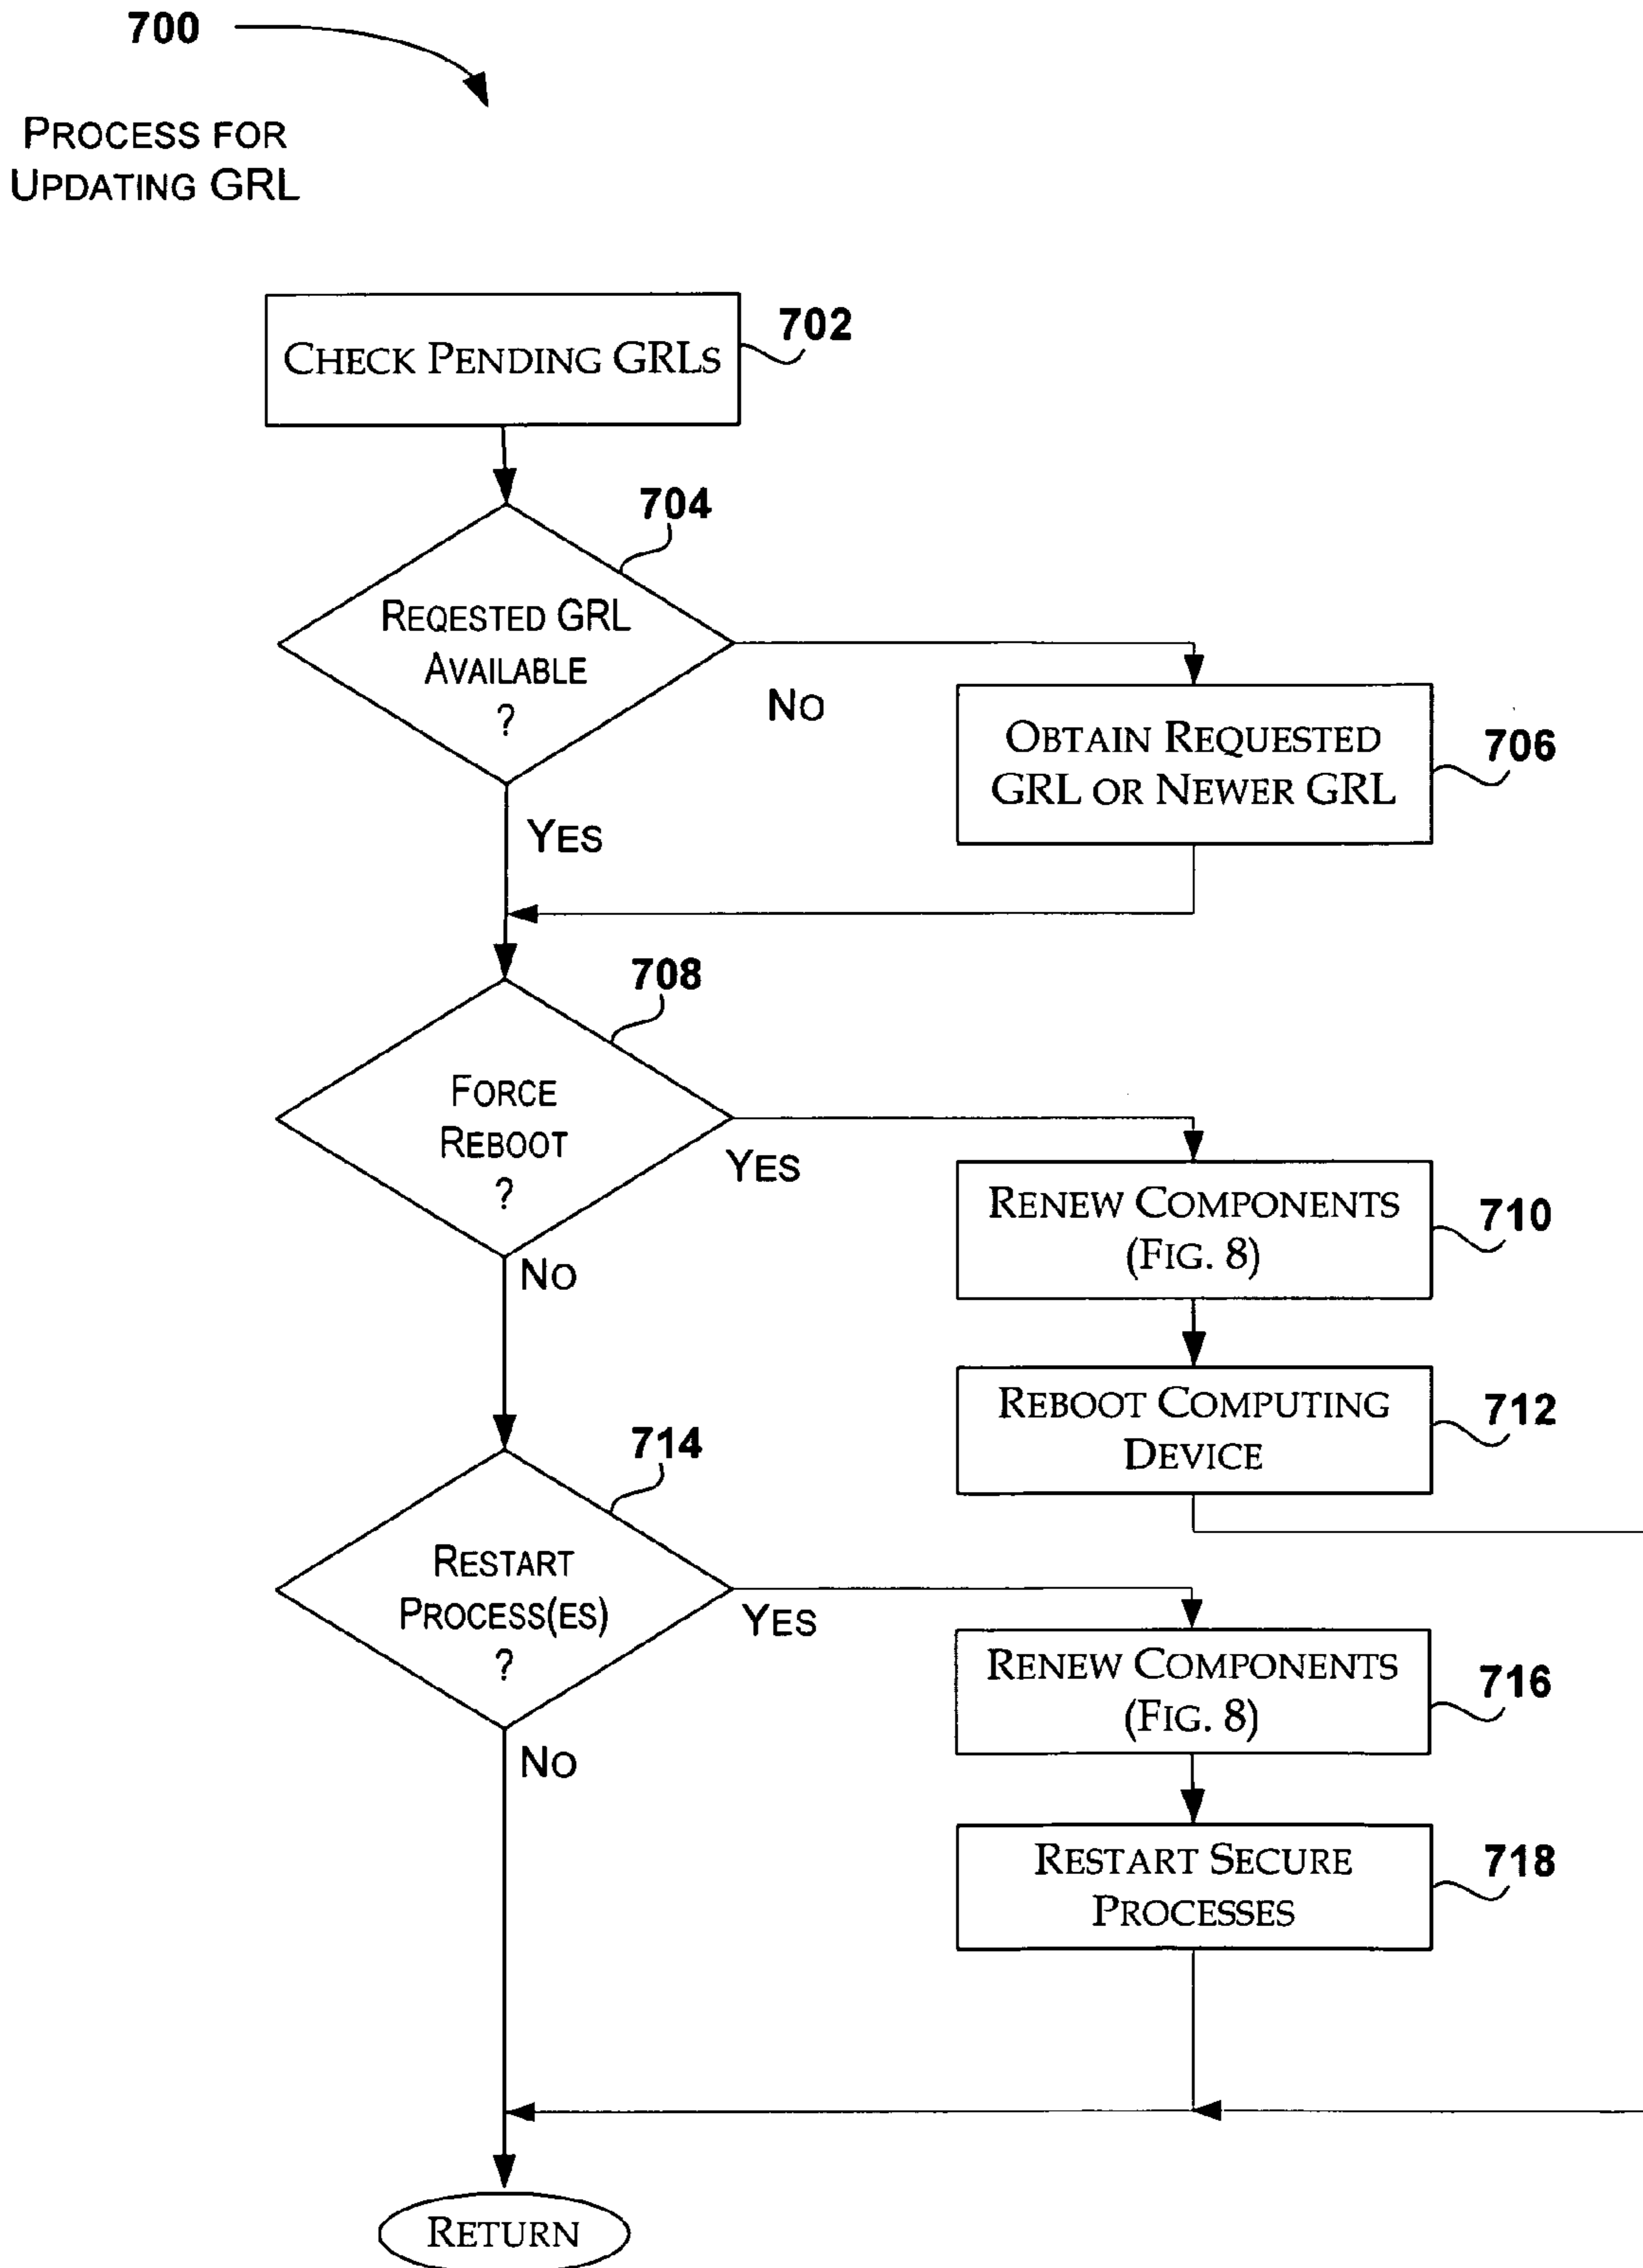 700
PROCESS FOR
UPDATING GRL
CHECK PENDING GRLS
702
704
REQESTED GRL
AVAILABLE
?
NO
YES
OBTAIN REQUESTED
GRL OR NEWER GRL
706
708
FORCE
REBOOT
?
YES
NO
RENEW COMPONENTS
(FIG. 8)
710
REBOOT COMPUTING
DEVICE
712
714
RESTART
PROCESS(ES)
?
YES
NO
RENEW COMPONENTS
(FIG. 8)
716
RESTART SECURE
PROCESSES
718
RETURN